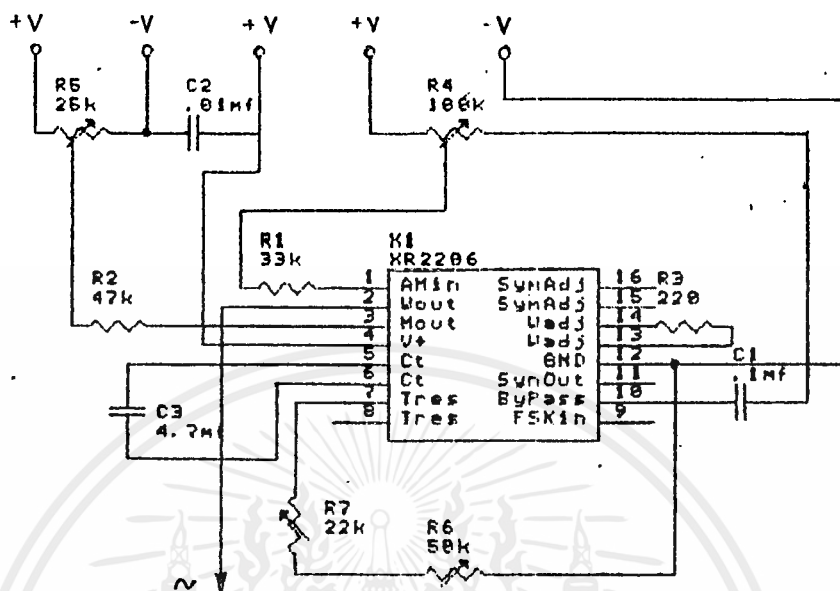 +V -V +V +V -V
R5
25k
C2
.01mf
R4
100k
R1
33k
X1
XR2206
R2
47k
R3
220
1 AMin SymAdj 16
2 Wout SymAdj 15
3 Mout Wadj 14
4 V+ Wadj 13
5 Ct GND 12
6 Ct SynOut 11
7 Tres ByPass 10
8 Tres FSKin 9
C1
.1mf
C3
4.7mf
R7
22k
R6
50k
~